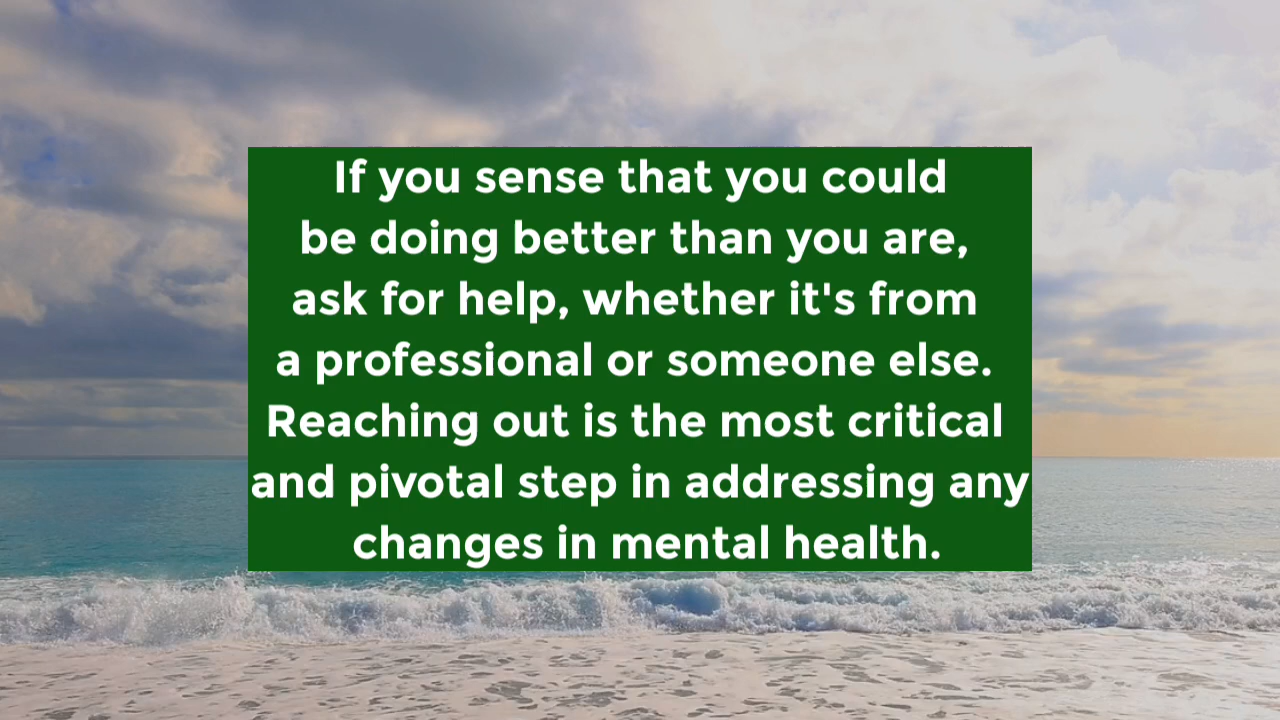 If you sense that you could
be doing better than you are,
ask for help, whether it's from
a professional or someone else.
Reaching out is the most critical
and pivotal step in addressing any
changes in mental health.